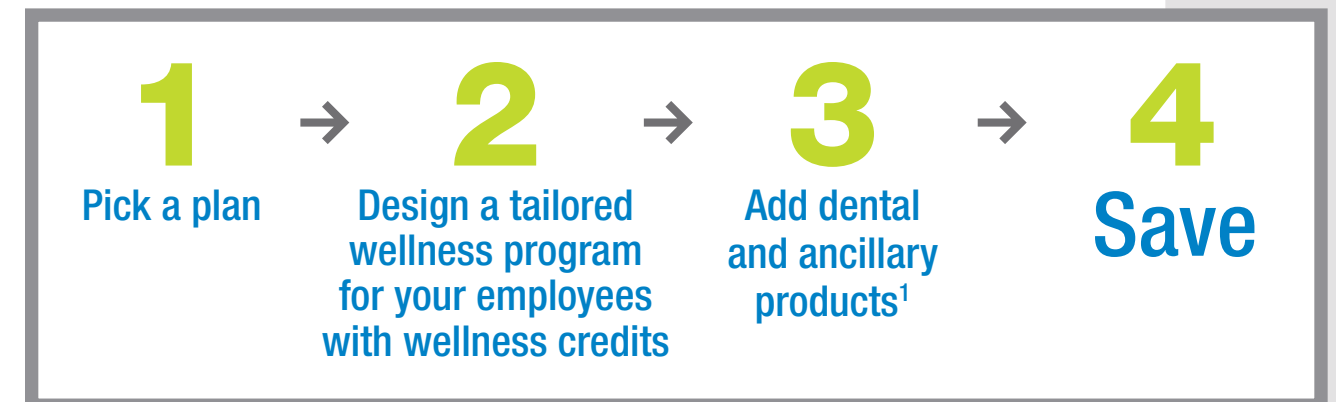 1 → 2 → 3 → 4
Pick a plan
Design a tailored
wellness program
for your employees
with wellness credits
Add dental
and ancillary
products¹
Save